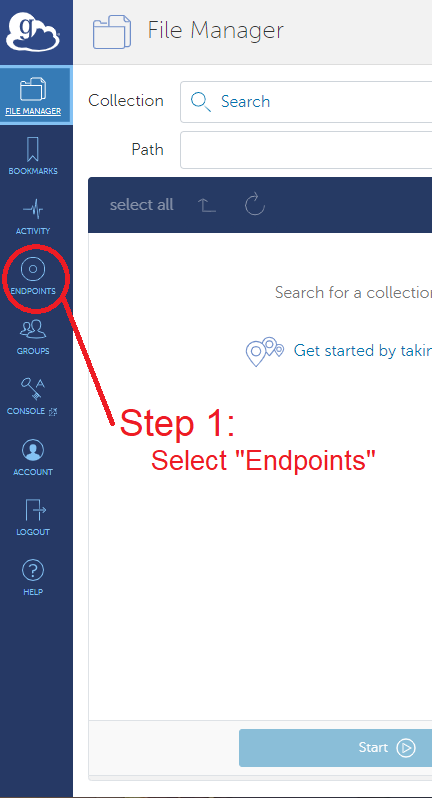 g
File Manager
FILE MANAGER
BOOKMARKS
ACTIVITY
ENDPOINTS
GROUPS
CONSOLE
ACCOUNT
LOGOUT
HELP
Collection
Search
Path
select all
Search for a collection
Get started by takin
Step 1:
Select "Endpoints"
Start